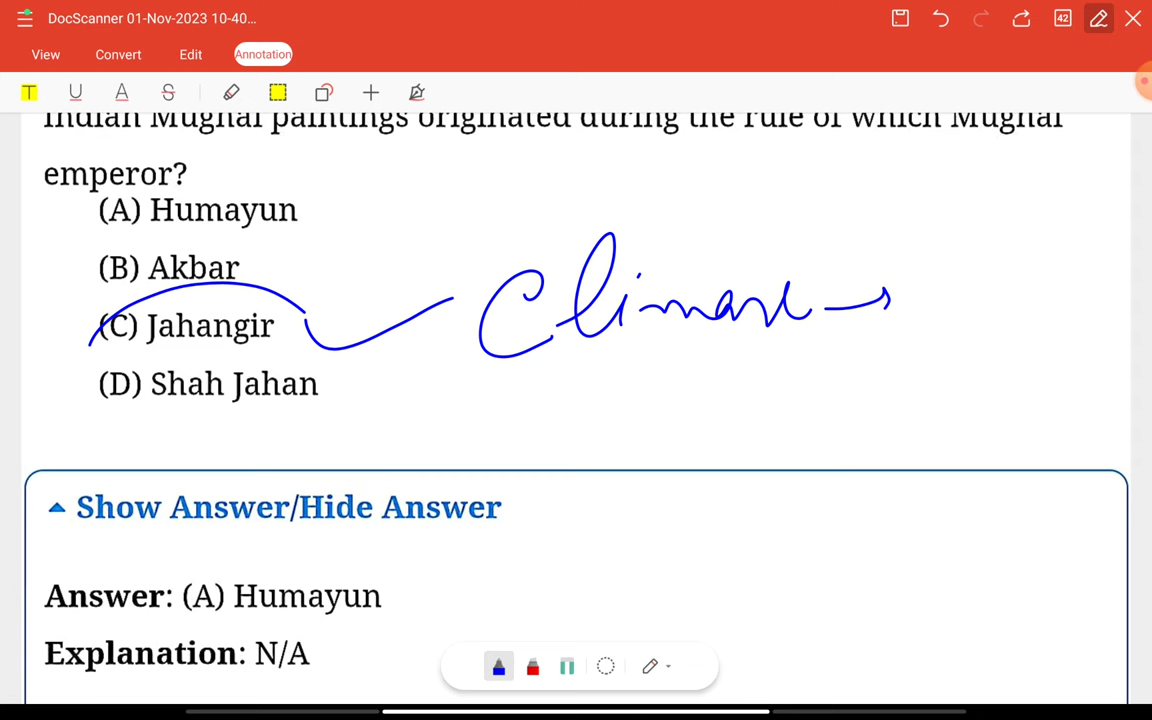 DocScanner 01-Nov-2023 10-40...
42
View Convert Edit Annotation
T U A S
Indian Mughal paintings originated during the rule of which Mughal
emperor?
(A) Humayun
(B) Akbar
(C) Jahangir
(D) Shah Jahan
Show Answer/Hide Answer
Answer: (A) Humayun
Explanation: N/A